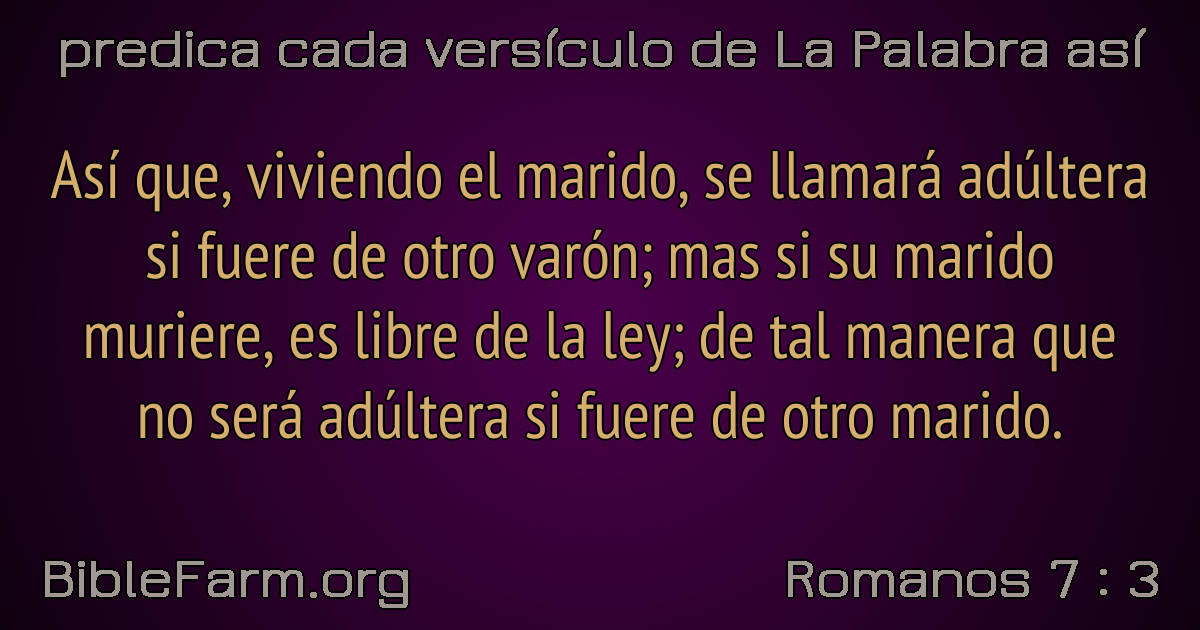 predica cada versículo de La Palabra así
Así que, viviendo el marido, se llamará adúltera
si fuere de otro varón; mas si su marido
muriere, es libre de la ley; de tal manera que
no será adúltera si fuere de otro marido.
BibleFarm.org
Romanos 7 : 3